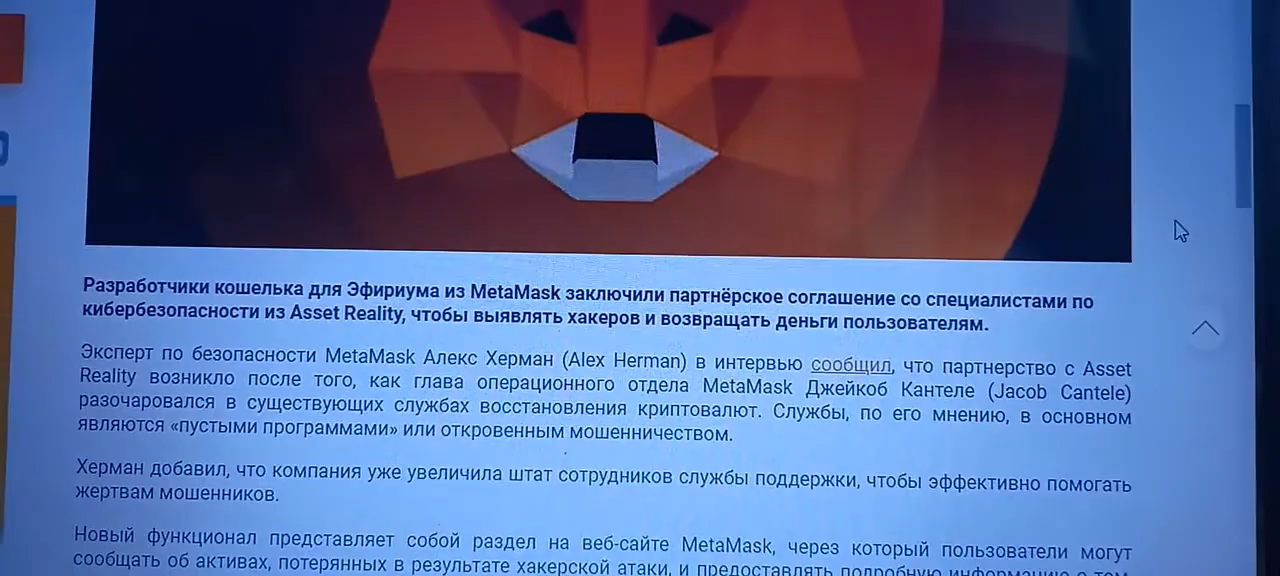 Разработчики кошелька для Эфириума из MetaMask заключили партнёрское соглашение со специалистами по
кибербезопасности из Asset Reality, чтобы выявлять хакеров и возвращать деньги пользователям.
Эксперт по безопасности MetaMask Алекс Херман (Alex Herman) в интервью сообщил, что партнерство с Asset
Reality возникло после того, как глава операционного отдела MetaMask Джейкоб Кантеле (Jacob Cantele)
разочаровался в существующих службах восстановления криптовалют. Службы, по его мнению, в основном
являются «пустыми программами» или откровенным мошенничеством.
Херман добавил, что компания уже увеличила штат сотрудников службы поддержки, чтобы эффективно помогать
жертвам мошенников.
Новый функционал представляет собой раздел на веб-сайте MetaMask, через который пользователи могут
сообщать об активах, потерянных в результате хакерской атаки, и предоставлять подробную информацию о том,